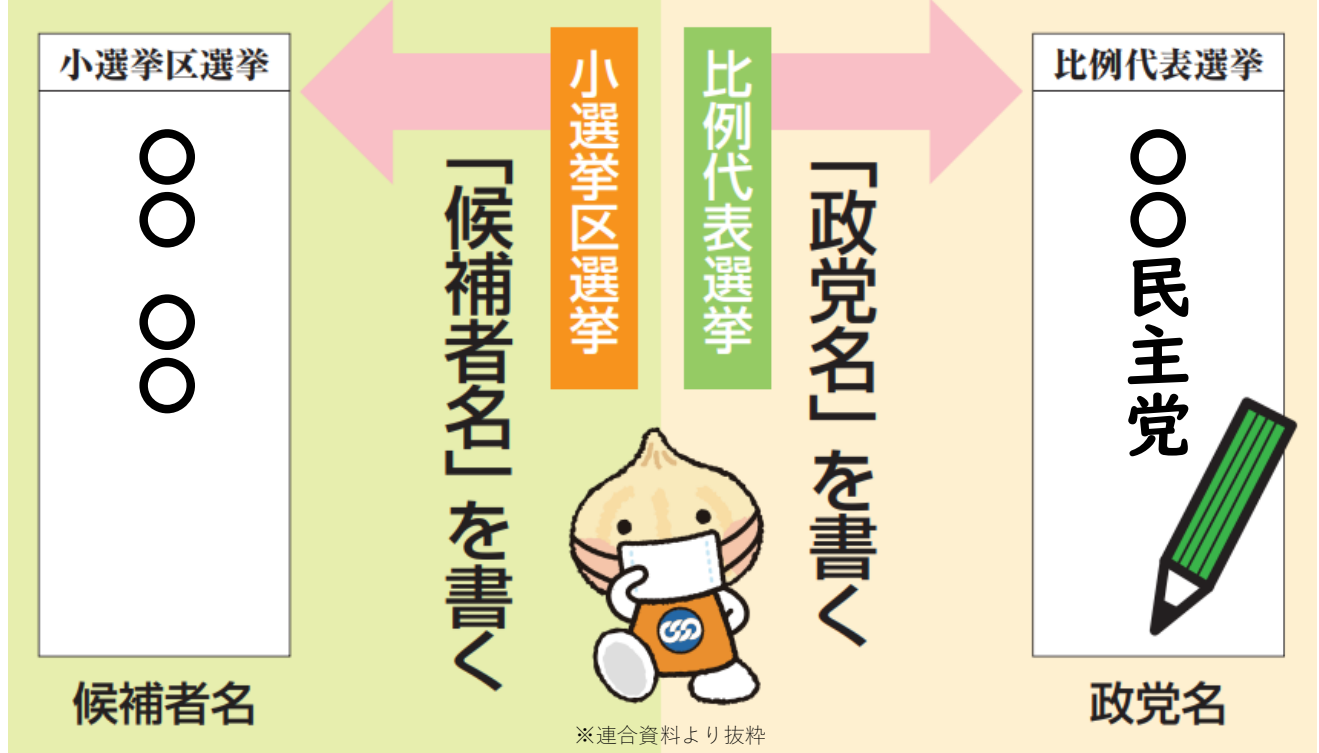 小選挙区選挙
〇〇
〇〇
候補者名
「候補者名」を書く
小選挙区選挙
比例代表選挙
「政党名」を書く
比例代表選挙
〇〇民主党
政党名
※連合資料より抜粋